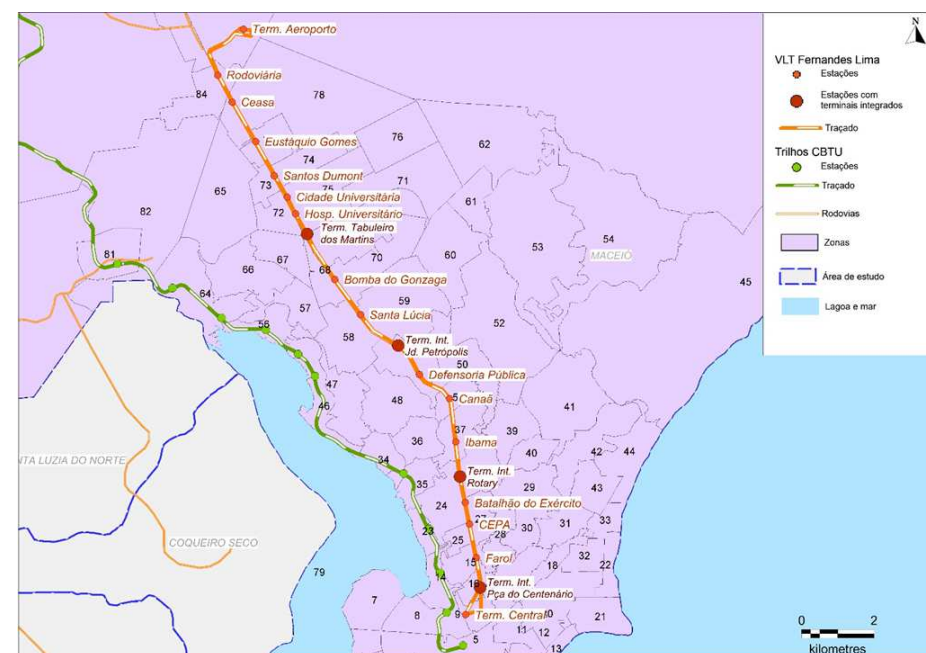 Term. Aeroporto
N
VLT Fernandes Lima
Estações
Estações com
terminais integrados
Traçado
Trilhos CBTU
Estações
Traçado
Rodovias
Zonas
Área de estudo
Lagoa e mar
Rodoviária
84
78
Ceasa
Eustáquio Gomes
76
62
74
Santos Dumont
73
71
65
Cidade Universitária
61
82
72
Hosp. Universitário
Term. Tabuleiro
dos Martins
53
54
MACEIÓ
81
66
67
70
60
68
Bomba do Gonzaga
45
64
57
59
Santa Lúcia
52
56
58
Term. Int.
Jd. Petrópolis
50
Defensoria Pública
47
48
46
Canaã
41
36
37
39
Ibama
40
42
44
NTA LUZIA DO NORTE
34
35
Term. Int.
Rotary
29
43
24
Batalhão do Exército
23
CEPA
28
30
31
33
COQUEIRO SECO
25
15
Farol
32
79
14
18
22
Term. Int.
Pça do Centenário
7
8
9
Term. Central
21
5
11
12
13
0
2
kilometres